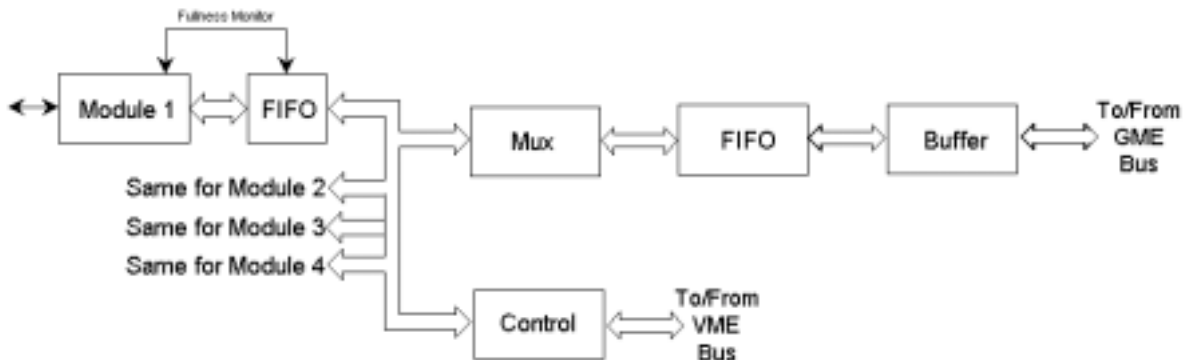 Fullness Monitor
Module 1
FIFO
Mux
FIFO
Buffer
To/From
GME
Bus
Same for Module 2
Same for Module 3
Same for Module 4
Control
To/From
VME
Bus